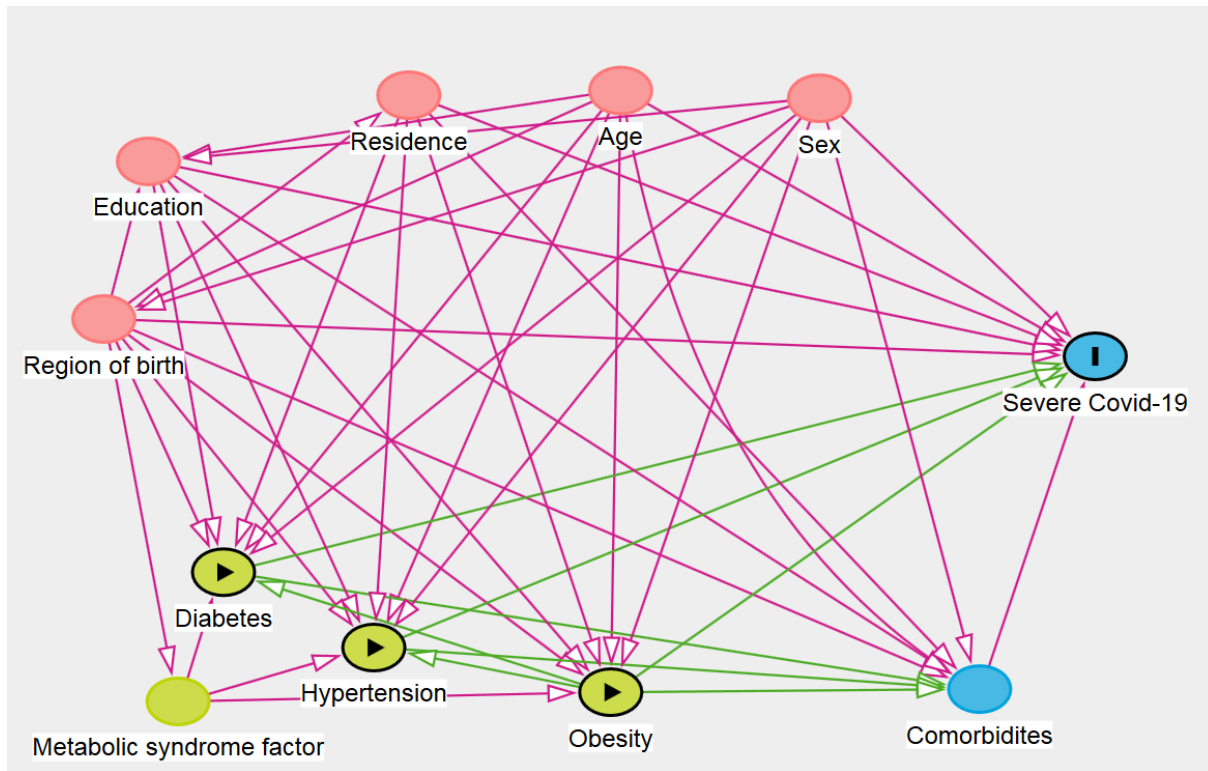 Residence
Age
Sex
Education
Region of birth
Severe Covid-19
Diabetes
Hypertension
Metabolic syndrome factor
Obesity
Comorbidites